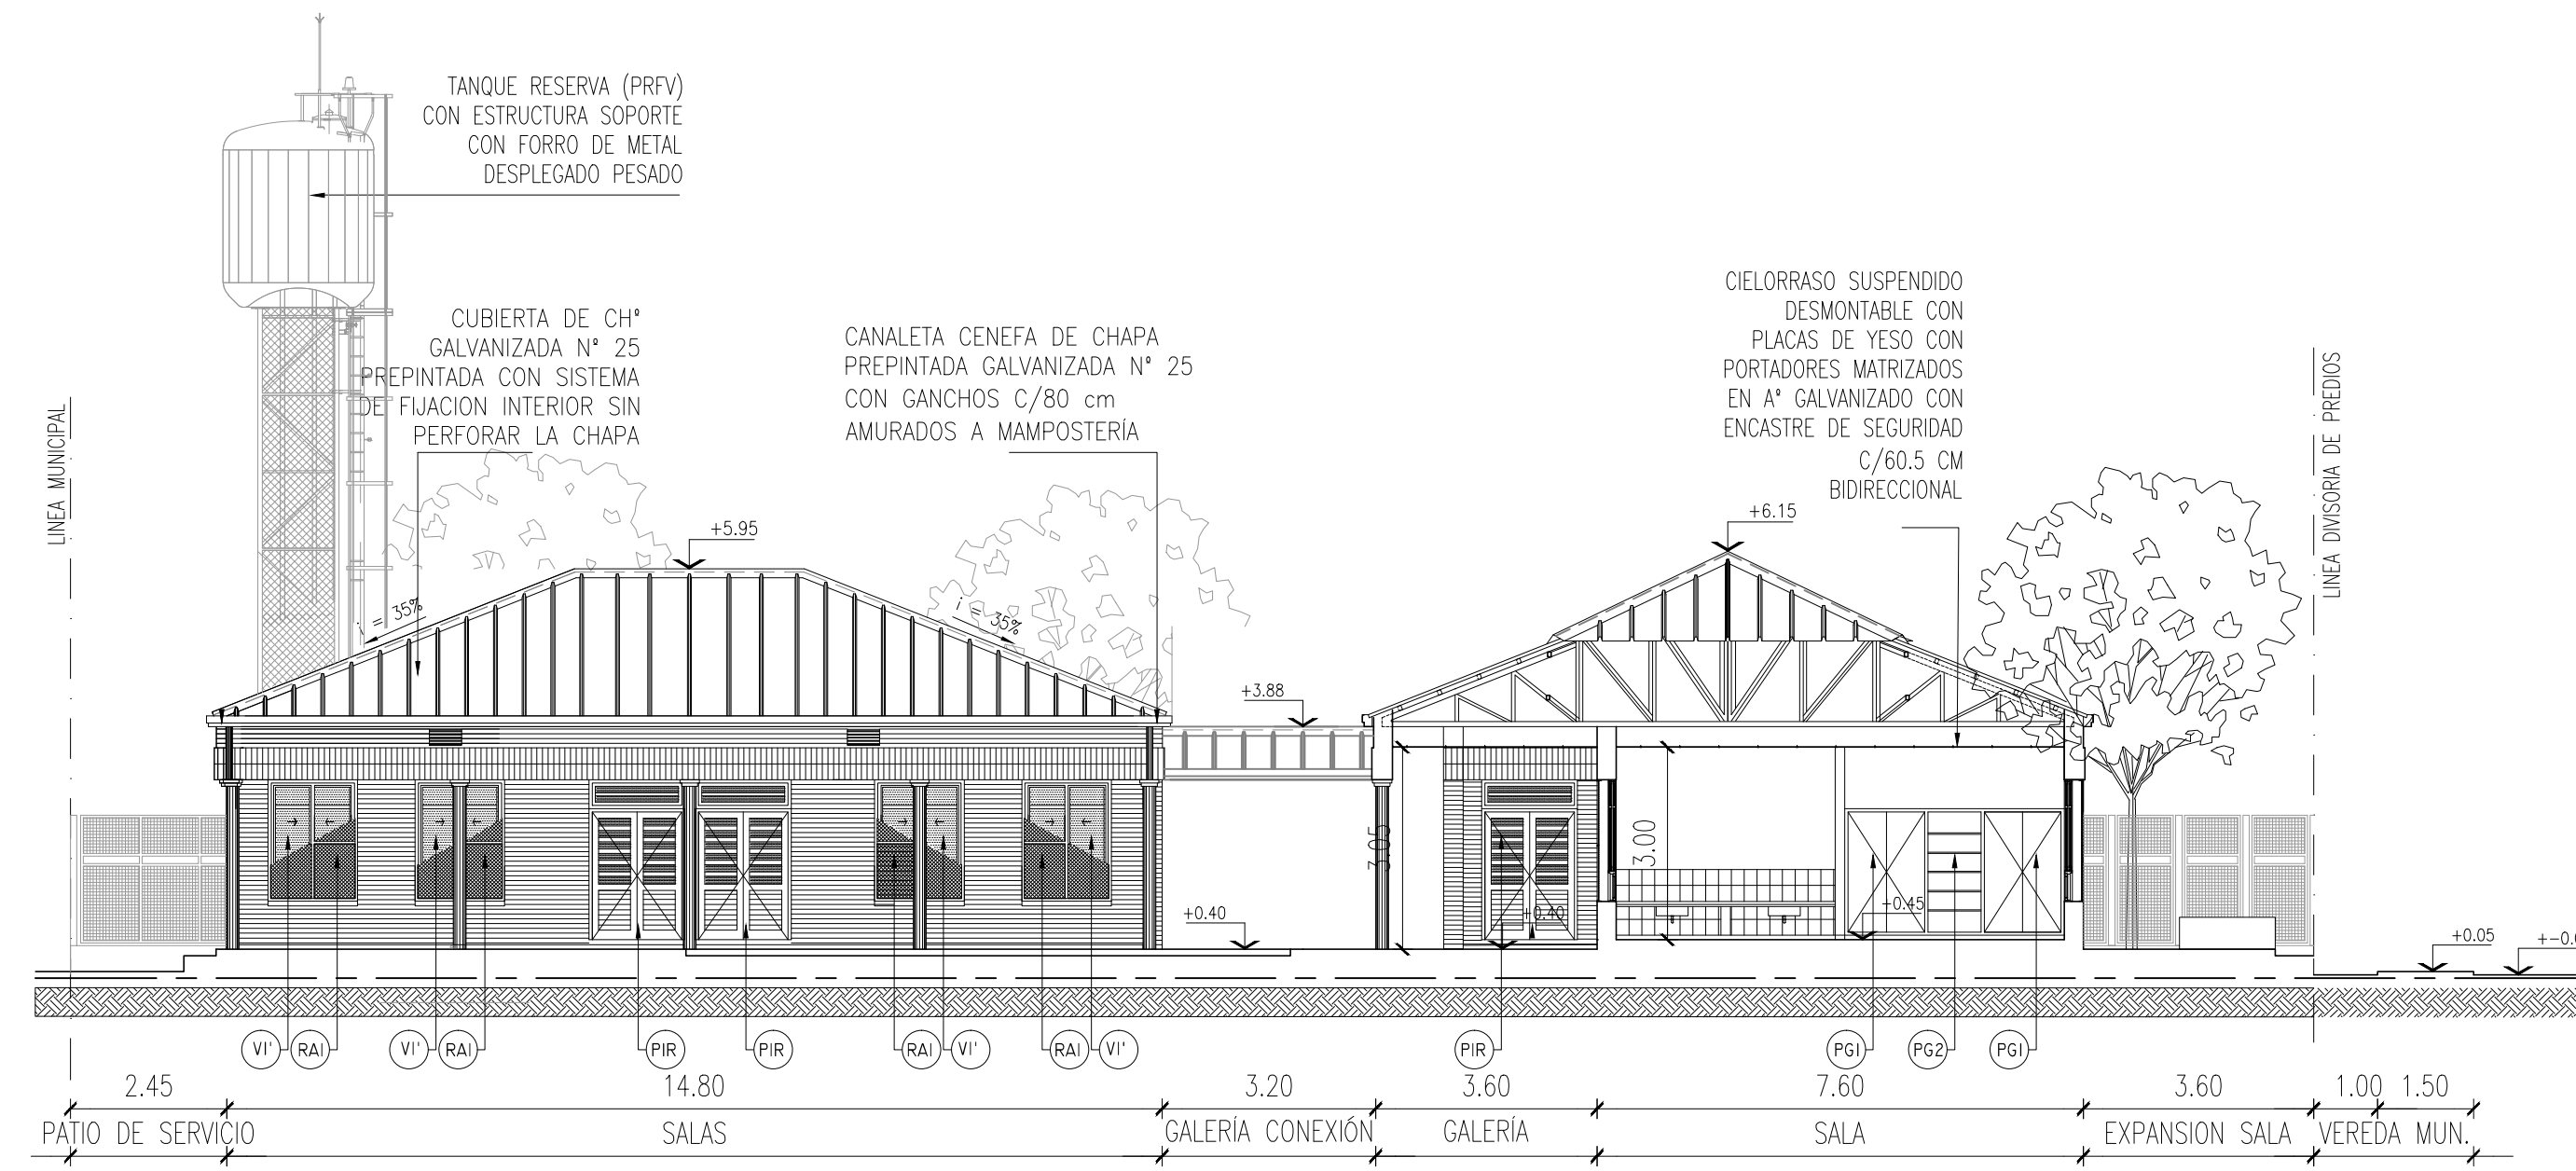 TANQUE RESERVA (PRFV)
CON ESTRUCTURA SOPORTE
CON FORRO DE METAL
DESPLEGADO PESADO
CUBIERTA DE CHª
GALVANIZADA Nº 25
PREPINTADA CON SISTEMA
DE FIJACION INTERIOR SIN
PERFORAR LA CHAPA
CANALETA CENEFA DE CHAPA
PREPINTADA GALVANIZADA Nº 25
CON GANCHOS C/80 cm
AMURADOS A MAMPOSTERÍA
CIELORRASO SUSPENDIDO
DESMONTABLE CON
PLACAS DE YESO CON
PORTADORES MATRIZADOS
EN Aº GALVANIZADO CON
ENCASTRE DE SEGURIDAD
C/60.5 CM
BIDIRECCIONAL
LINEA MUNICIPAL
LINEA DIVISORIA DE PREDIOS
+5.95
+6.15
i = 35%
i = 35%
+3.88
3.05
3.00
+0.40
+0.40
+0.45
+0.05
VI'
RAI
VI'
RAI
PIR
PIR
RAI
VI'
RAI
VI'
PIR
PG1
PG2
PG1
2.45
14.80
3.20
3.60
7.60
3.60
1.00
1.50
PATIO DE SERVICIO
SALAS
GALERÍA CONEXIÓN
GALERÍA
SALA
EXPANSION SALA
VEREDA MUN.